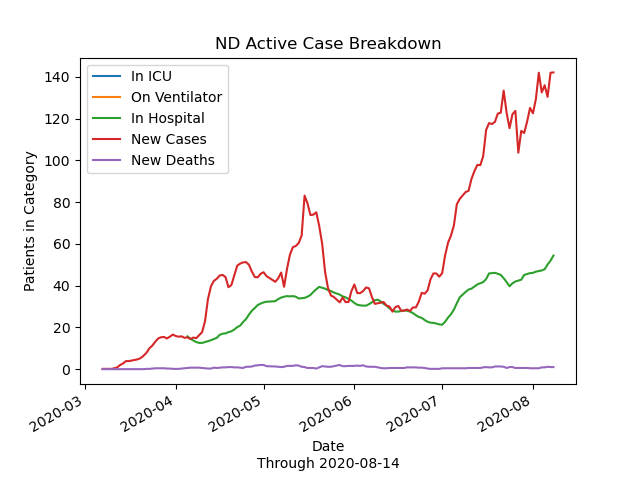 ND Active Case Breakdown
In ICU
On Ventilator
In Hospital
New Cases
New Deaths
Patients in Category
140
120
100
80
60
40
20
0
2020-03
2020-04
2020-05
2020-06
2020-07
2020-08
Date
Through 2020-08-14